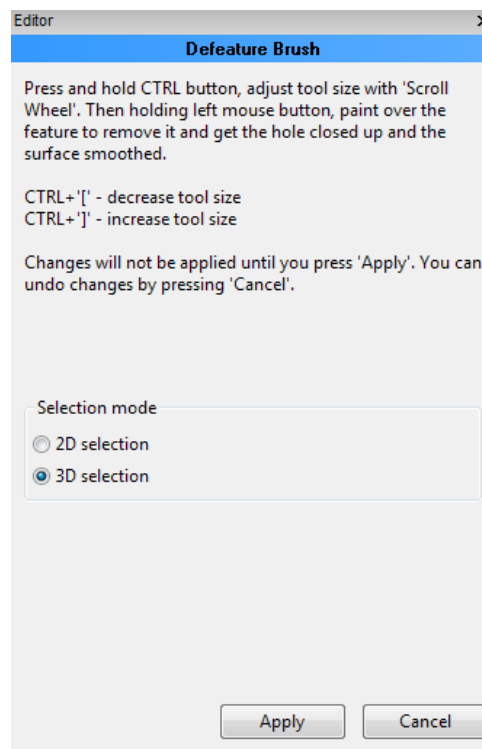 Editor
Defeature Brush
Press and hold CTRL button, adjust tool size with 'Scroll
Wheel'. Then holding left mouse button, paint over the
feature to remove it and get the hole closed up and the
surface smoothed.
CTRL+'[' - decrease tool size
CTRL+']' - increase tool size
Changes will not be applied until you press 'Apply'. You can
undo changes by pressing 'Cancel'.
Selection mode
2D selection
3D selection
Apply
Cancel